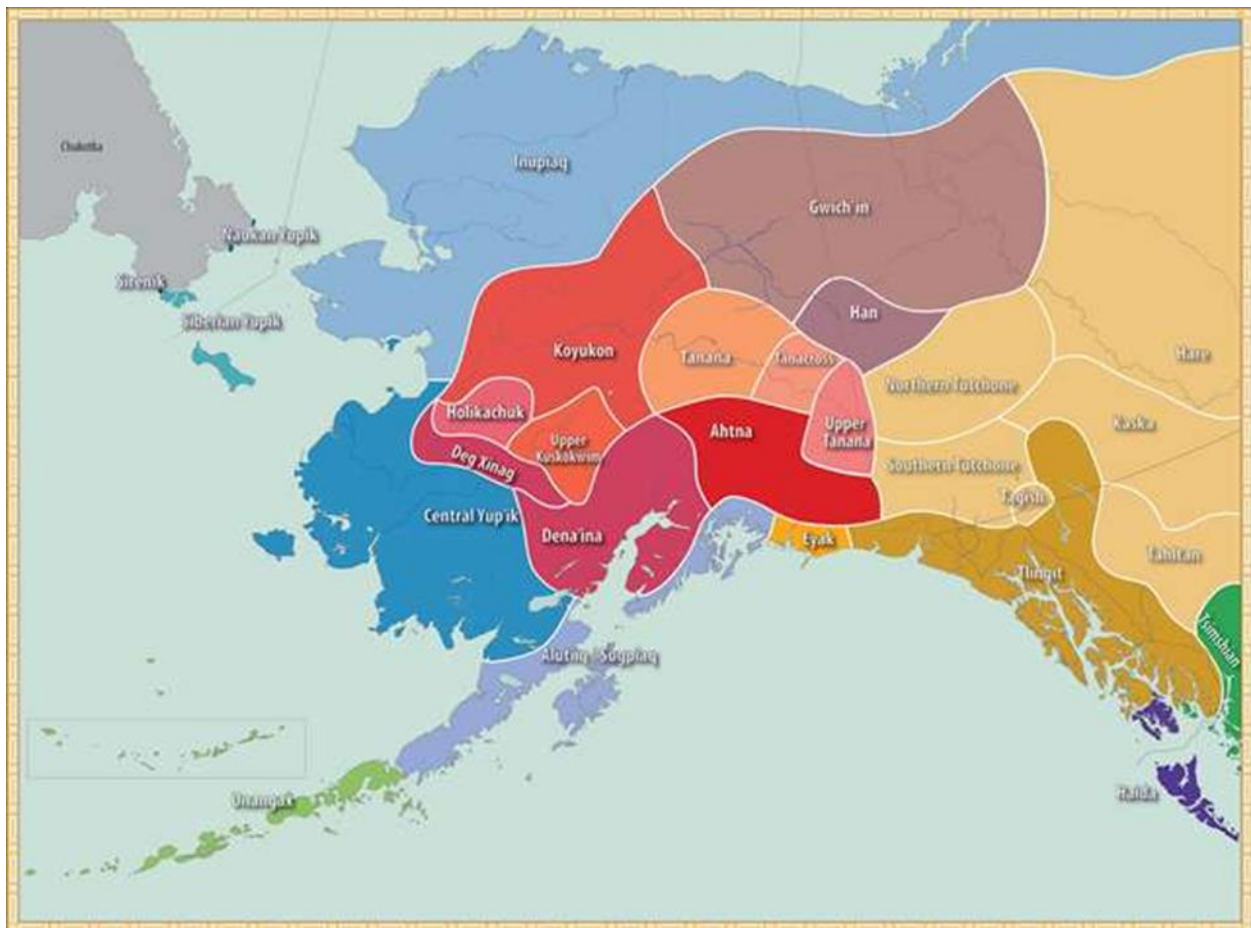 Chukotka
Inupiaq
Gwich'in
Naukan Yupik
Sirenik
Siberian Yupik
Han
Koyukon
Tanana
Tanacross
Hare
Northern Tutchone
Holikachuk
Kaska
Upper
Kuskokwim
Ahtna
Upper
Tanana
Deg Xinag
Southern Tutchone
Tagish
Central Yup'ik
Dena'ina
Eyak
Tahltan
Tlingit
Tsimshian
Alutiiq / Sugpiaq
Haida
Unangax̂